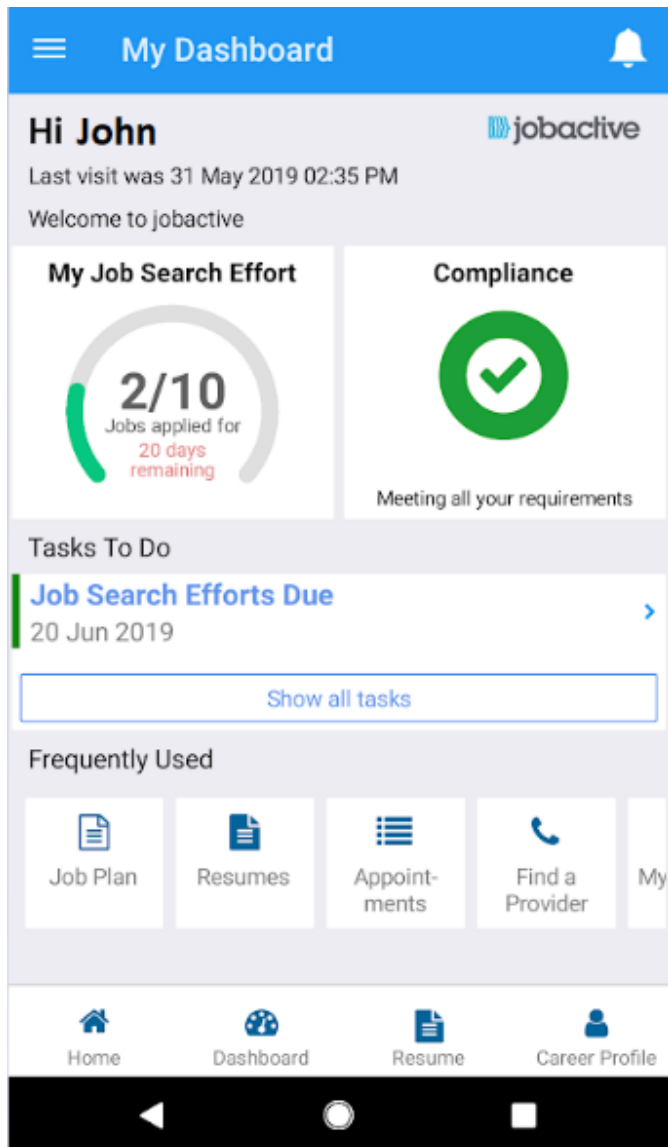 My Dashboard
Hi John
jobactive
Last visit was 31 May 2019 02:35 PM
Welcome to jobactive
My Job Search Effort
2/10
Jobs applied for
20 days
remaining
Compliance
Meeting all your requirements
Tasks To Do
Job Search Efforts Due
20 Jun 2019
Show all tasks
Frequently Used
Job Plan
Resumes
Appoint-
ments
Find a
Provider
My
Home
Dashboard
Resume
Career Profile